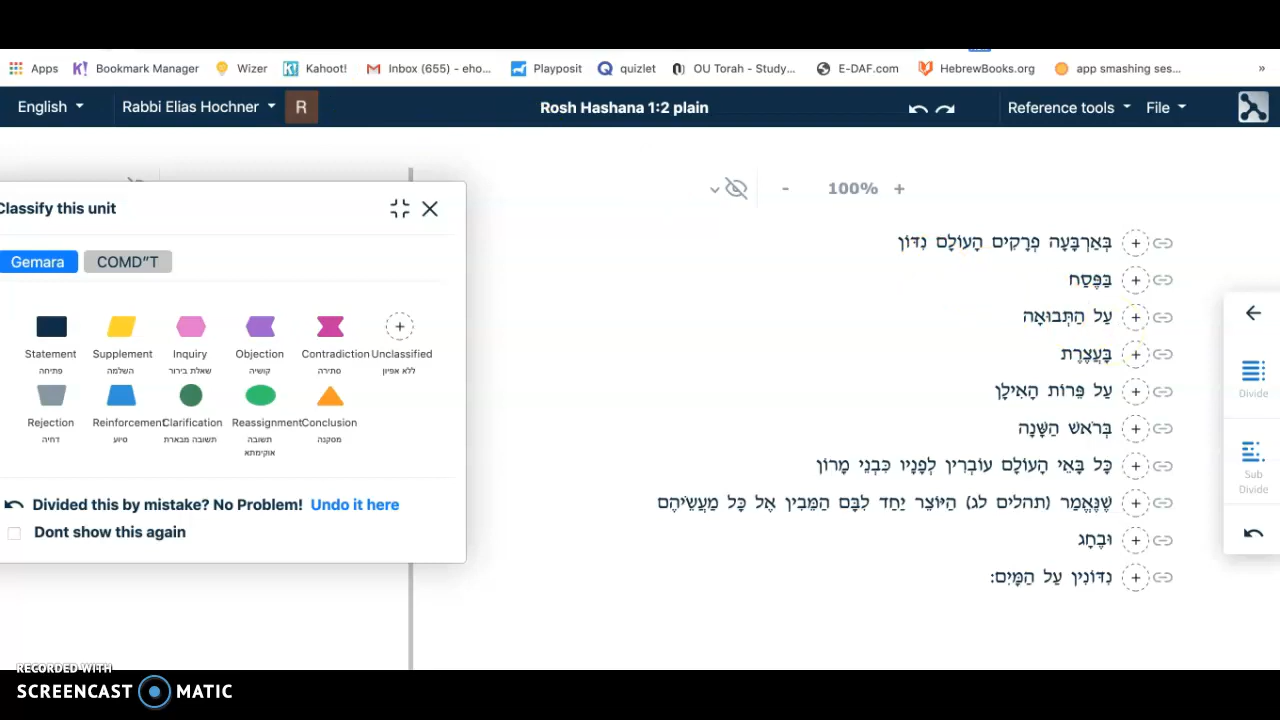 Apps Bookmark Manager Wizer Kahoot! Inbox (655) - eho... Playposit quizlet OU Torah - Study... E-DAF.com HebrewBooks.org app smashing ses... »
English Rabbi Elias Hochner R Rosh Hashana 1:2 plain Reference tools File
- 100% +
Classify this unit
Gemara COMD"T
Statement Supplement Inquiry Objection Contradiction Unclassified
פתיחה השלמה שאלת בירור קושיה סתירה ללא אפיון
Rejection Reinforcement Clarification Reassignment Conclusion
דחיה סיוע תשובה מבארת תשובה אוקימתא מסקנה
Divided this by mistake? No Problem! Undo it here
Dont show this again
בְּאַרְבָּעָה פְרָקִים הָעוֹלָם נִדּוֹן
בַּפֶּסַח
עַל הַתְּבוּאָה
בָּעֲצֶרֶת
עַל פֵּרוֹת הָאִילָן
בְּרֹאשׁ הַשָּׁנָה
כָּל בָּאֵי הָעוֹלָם עוֹבְרִין לְפָנָיו כִּבְנֵי מָרוֹן
שֶׁנֶּאֱמַר (תהלים לג) הַיּוֹצֵר יַחַד לִבָּם הַמֵּבִין אֶל כָּל מַעֲשֵׂיהֶם
וּבֶחָג
נִדּוֹנִין עַל הַמָּיִם:
Divide
Sub
Divide
RECORDED WITH
SCREENCAST MATIC